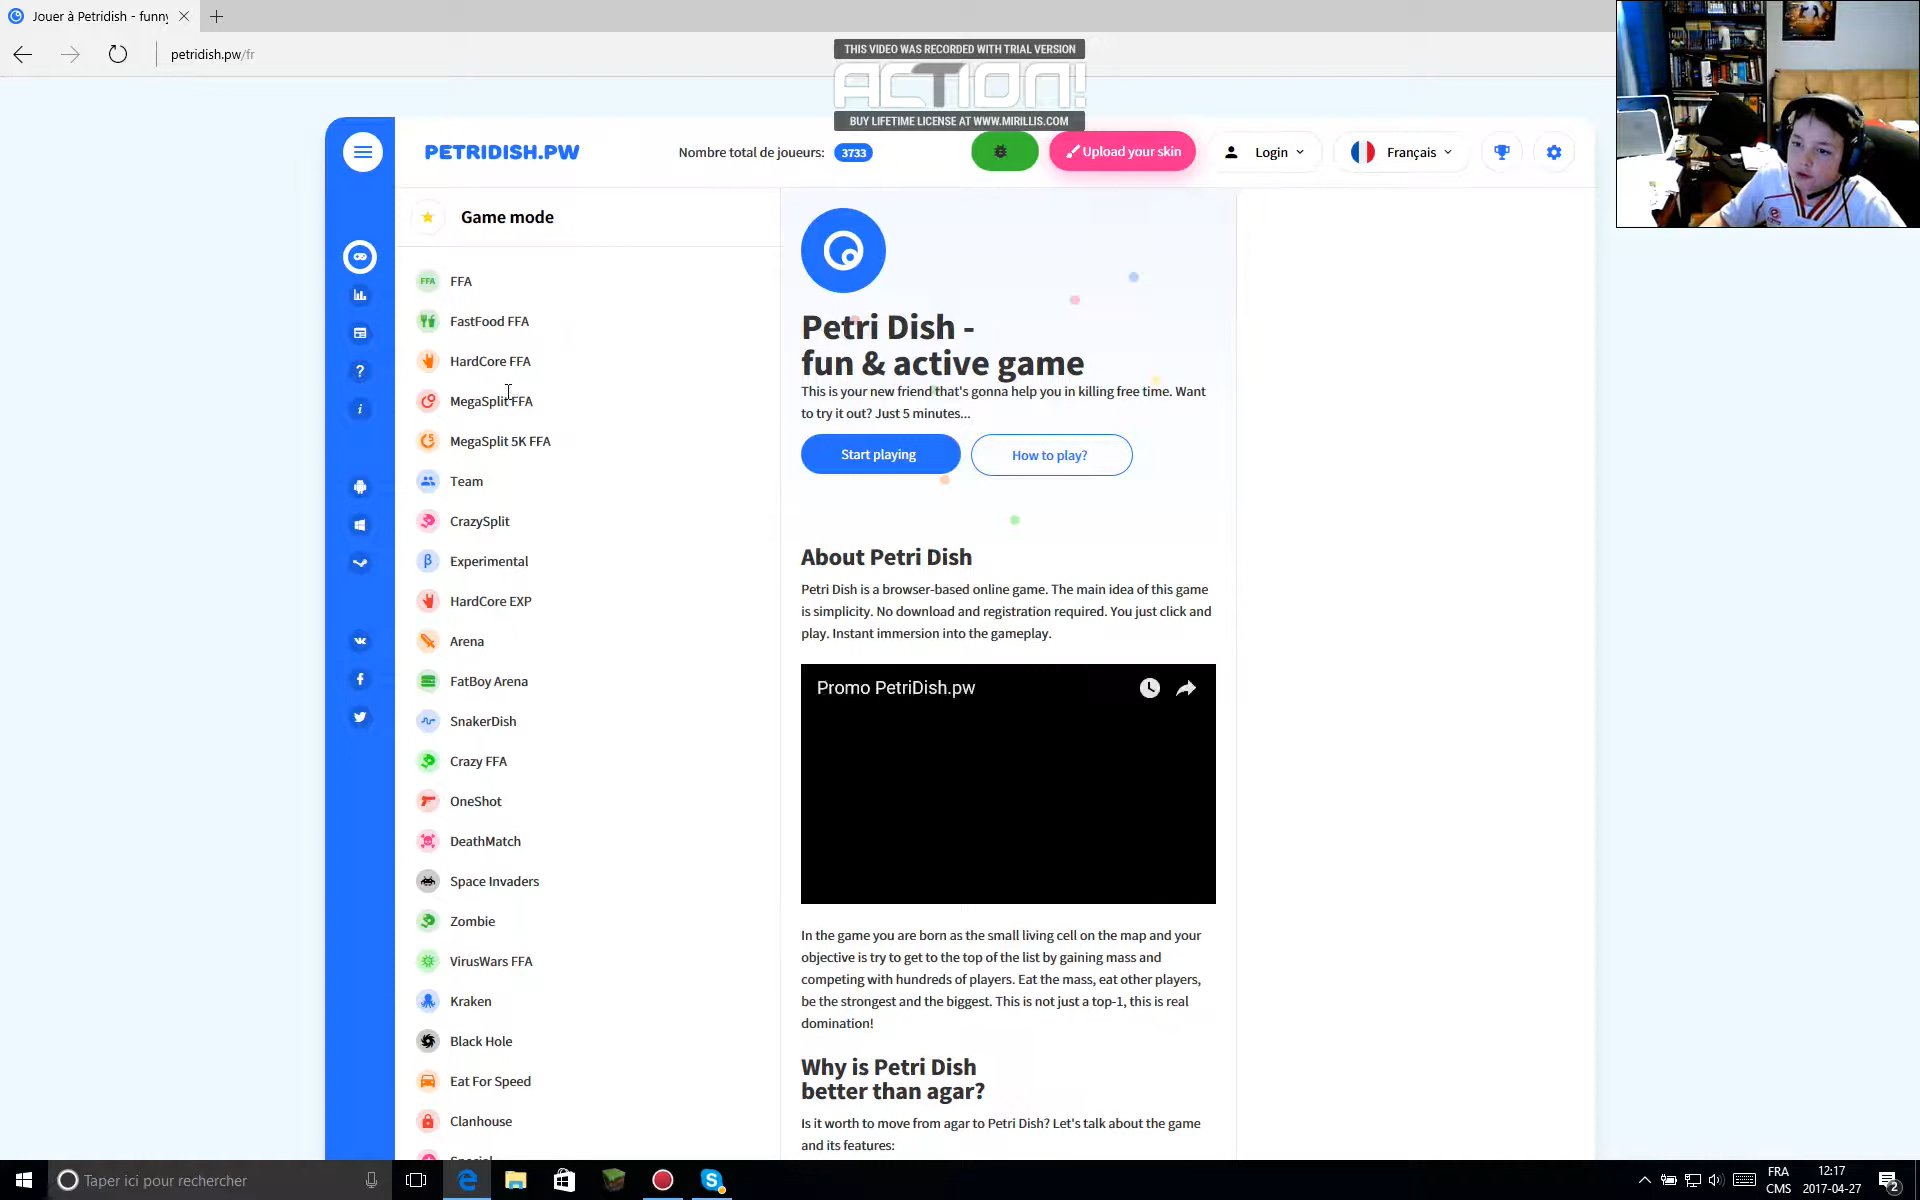 Jouer à Petridish - funny
petridish.pw/fr
THIS VIDEO WAS RECORDED WITH TRIAL VERSION
ACTION!
BUY LIFETIME LICENSE AT WWW.MIRILLIS.COM
PETRIDISH.PW
Nombre total de joueurs: 3733
Upload your skin
Login
Français
Game mode
FFA FFA
FastFood FFA
HardCore FFA
MegaSplit FFA
5 MegaSplit 5K FFA
Team
CrazySplit
β Experimental
HardCore EXP
Arena
FatBoy Arena
SnakerDish
Crazy FFA
OneShot
DeathMatch
Space Invaders
Zombie
VirusWars FFA
Kraken
Black Hole
Eat For Speed
Clanhouse
Special
Petri Dish -
fun & active game
This is your new friend that's gonna help you in killing free time. Want
to try it out? Just 5 minutes...
Start playing
How to play?
About Petri Dish
Petri Dish is a browser-based online game. The main idea of this game
is simplicity. No download and registration required. You just click and
play. Instant immersion into the gameplay.
Promo PetriDish.pw
In the game you are born as the small living cell on the map and your
objective is try to get to the top of the list by gaining mass and
competing with hundreds of players. Eat the mass, eat other players,
be the strongest and the biggest. This is not just a top-1, this is real
domination!
Why is Petri Dish
better than agar?
Is it worth to move from agar to Petri Dish? Let's talk about the game
and its features:
Taper ici pour rechercher
FRA
CMS
12:17
2017-04-27
2